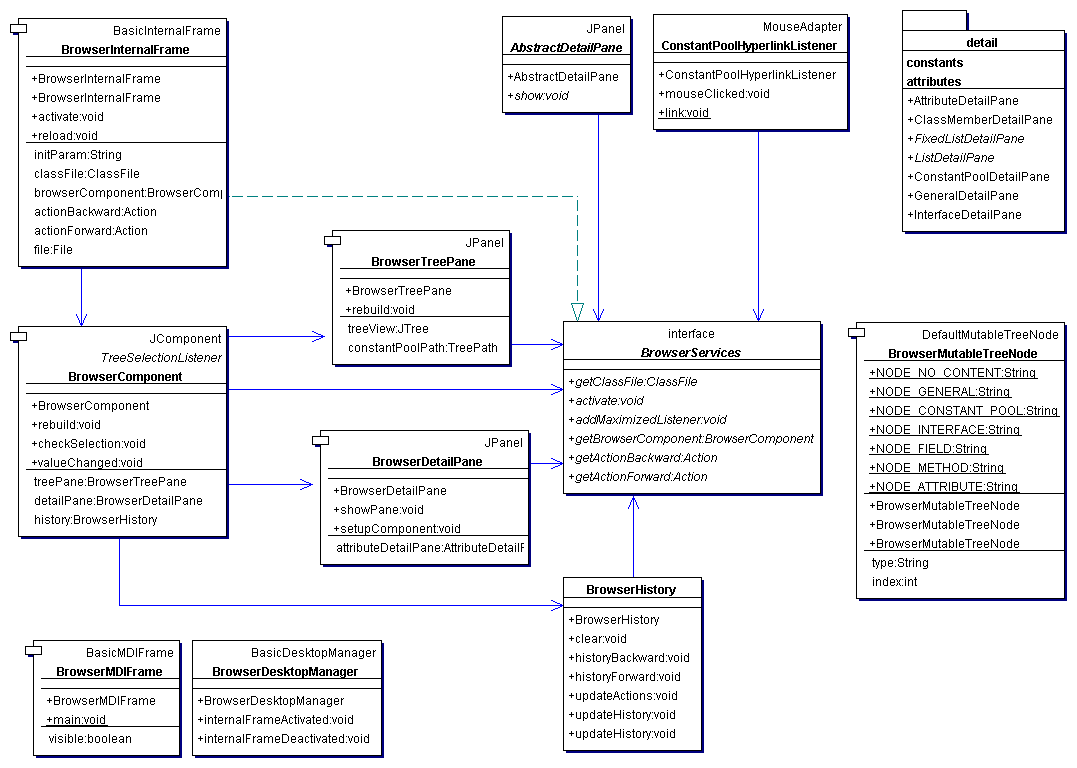 BasicInternalFrame
BrowserInternalFrame
+BrowserInternalFrame
+BrowserInternalFrame
+activate:void
+reload:void
initParam:String
classFile:ClassFile
browserComponent:BrowserComp
actionBackward:Action
actionForward:Action
file:File
JPanel
AbstractDetailPane
+AbstractDetailPane
+show:void
MouseAdapter
ConstantPoolHyperlinkListener
+ConstantPoolHyperlinkListener
+mouseClicked:void
+link:void
detail
constants
attributes
+AttributeDetailPane
+ClassMemberDetailPane
+FixedListDetailPane
+ListDetailPane
+ConstantPoolDetailPane
+GeneralDetailPane
+InterfaceDetailPane
JPanel
BrowserTreePane
+BrowserTreePane
+rebuild:void
treeView:JTree
constantPoolPath:TreePath
JComponent
TreeSelectionListener
BrowserComponent
+BrowserComponent
+rebuild:void
+checkSelection:void
+valueChanged:void
treePane:BrowserTreePane
detailPane:BrowserDetailPane
history:BrowserHistory
interface
BrowserServices
+getClassFile:ClassFile
+activate:void
+addMaximizedListener:void
+getBrowserComponent:BrowserComponent
+getActionBackward:Action
+getActionForward:Action
DefaultMutableTreeNode
BrowserMutableTreeNode
+NODE_NO_CONTENT:String
+NODE_GENERAL:String
+NODE_CONSTANT_POOL:String
+NODE_INTERFACE:String
+NODE_FIELD:String
+NODE_METHOD:String
+NODE_ATTRIBUTE:String
+BrowserMutableTreeNode
+BrowserMutableTreeNode
+BrowserMutableTreeNode
type:String
index:int
JPanel
BrowserDetailPane
+BrowserDetailPane
+showPane:void
+setupComponent:void
attributeDetailPane:AttributeDetailF
BrowserHistory
+BrowserHistory
+clear:void
+historyBackward:void
+historyForward:void
+updateActions:void
+updateHistory:void
+updateHistory:void
BasicMDIFrame
BrowserMDIFrame
+BrowserMDIFrame
+main:void
visible:boolean
BasicDesktopManager
BrowserDesktopManager
+BrowserDesktopManager
+internalFrameActivated:void
+internalFrameDeactivated:void